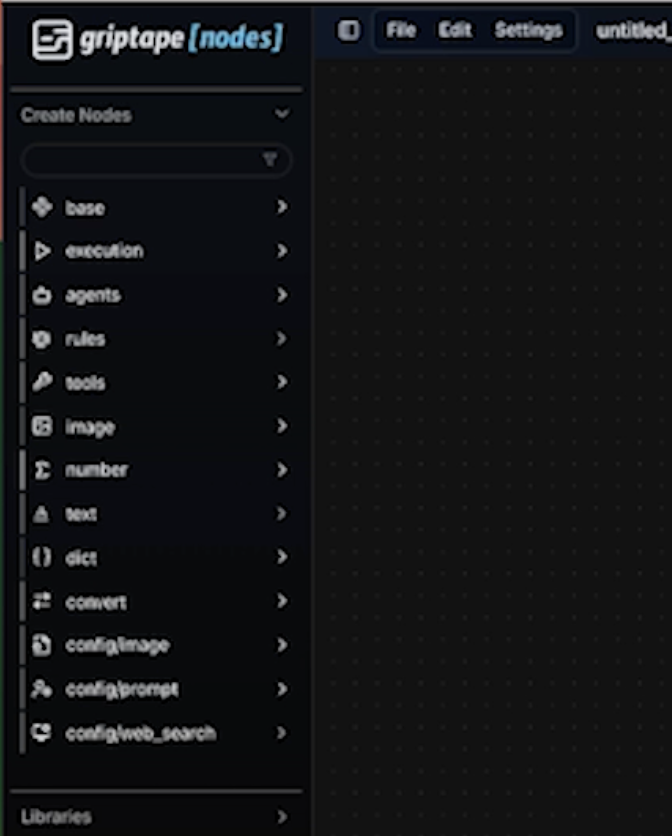 griptape [nodes]
File Edit Settings untitled_
Create Nodes
base
execution
agents
rules
tools
image
number
text
dict
convert
config/image
config/prompt
config/web_search
Libraries